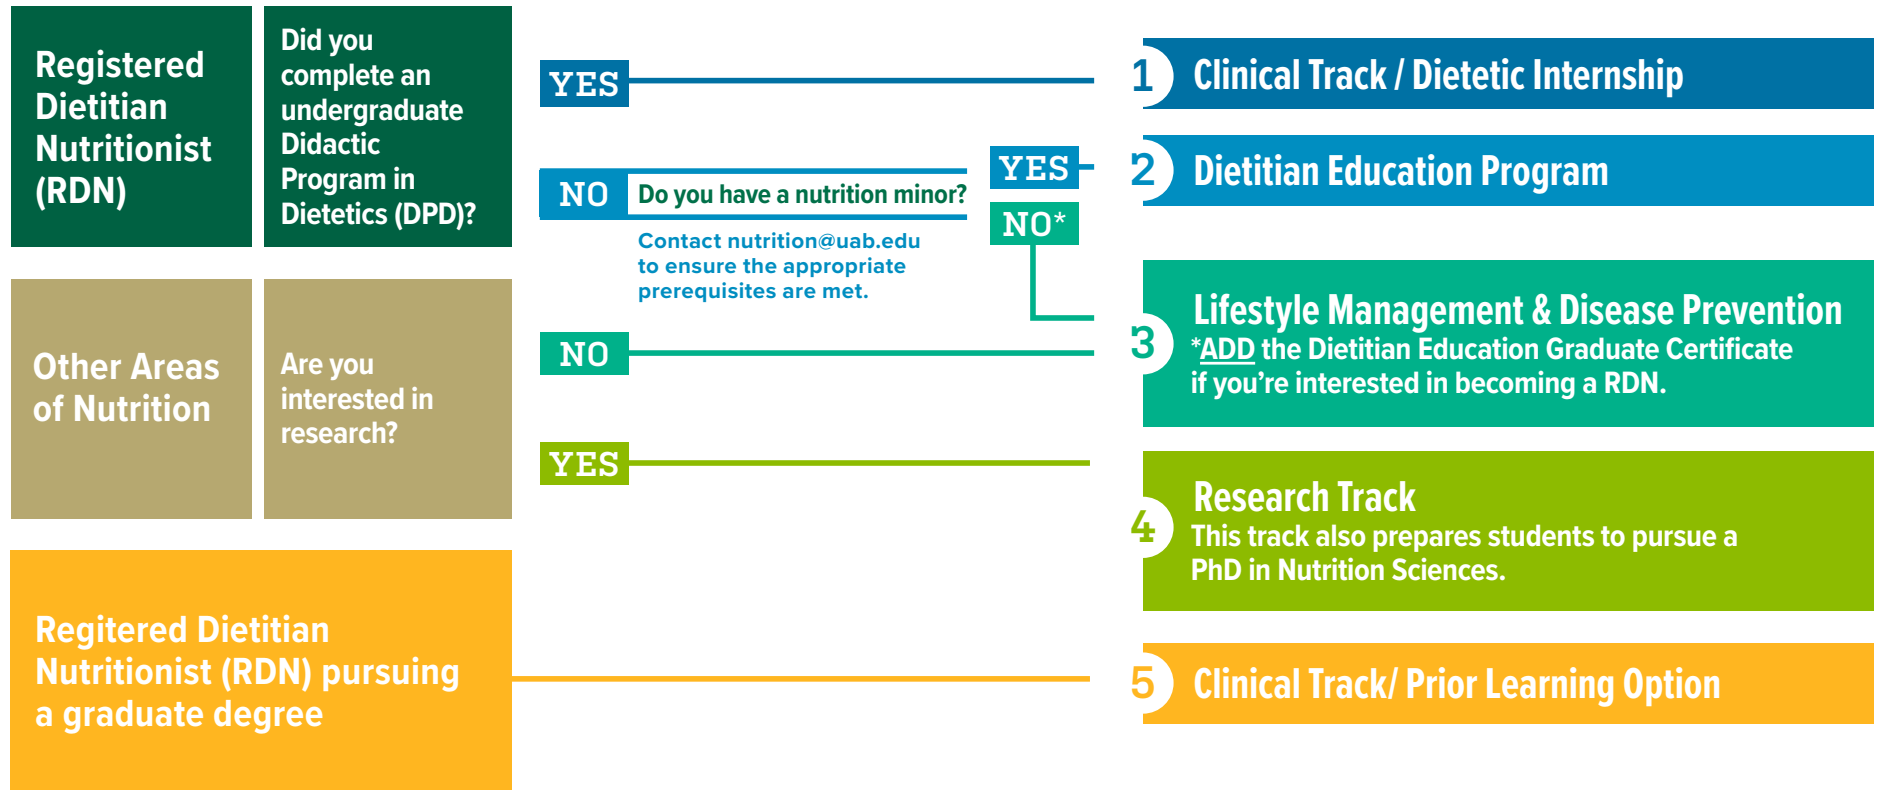 Registered
Dietitian
Nutritionist
(RDN)
Did you
complete an
undergraduate
Didactic
Program in
Dietetics (DPD)?
YES
1 Clinical Track / Dietetic Internship
NO Do you have a nutrition minor?
Contact nutrition@uab.edu
to ensure the appropriate
prerequisites are met.
YES
2 Dietitian Education Program
NO*
Other Areas
of Nutrition
Are you
interested in
research?
NO
3 Lifestyle Management & Disease Prevention
*ADD the Dietitian Education Graduate Certificate
if you’re interested in becoming a RDN.
YES
4 Research Track
This track also prepares students to pursue a
PhD in Nutrition Sciences.
Regitered Dietitian
Nutritionist (RDN) pursuing
a graduate degree
5 Clinical Track/ Prior Learning Option